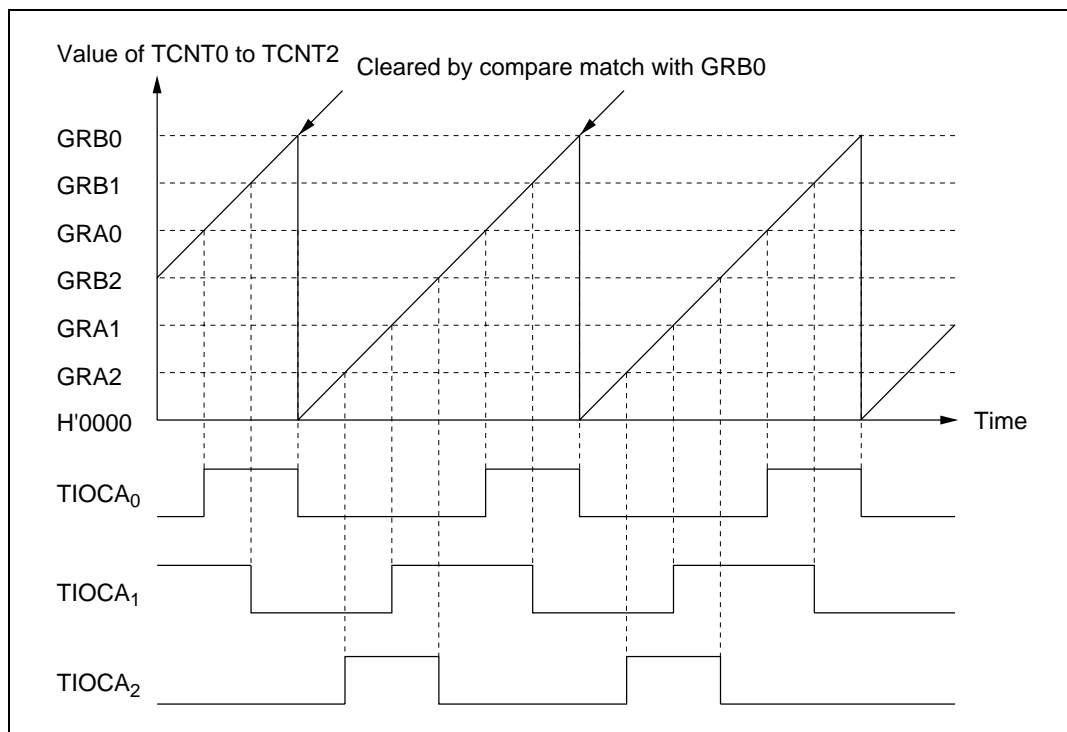 Value of TCNT0 to TCNT2
Cleared by compare match with GRB0
GRB0
GRB1
GRA0
GRB2
GRA1
GRA2
H'0000
Time
TIOCA0
TIOCA1
TIOCA2